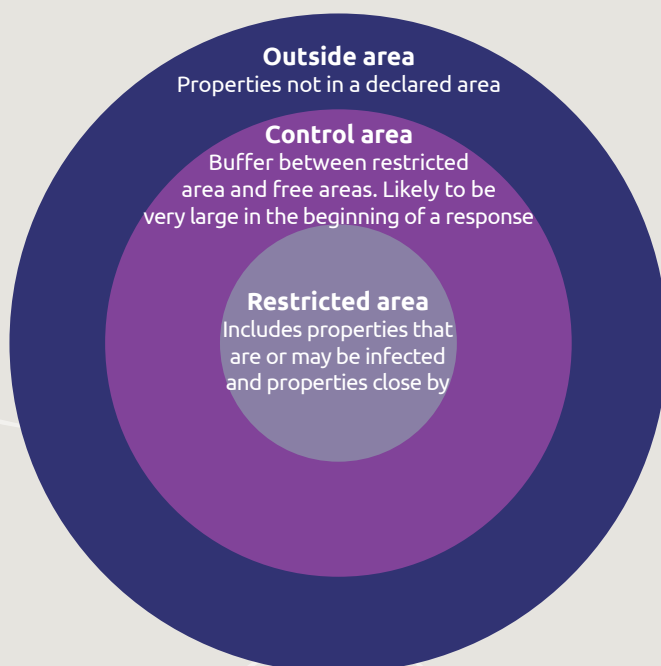 Outside area
Properties not in a declared area
Control area
Buffer between restricted
area and free areas. Likely to be
very large in the beginning of a response
Restricted area
Includes properties that
are or may be infected
and properties close by